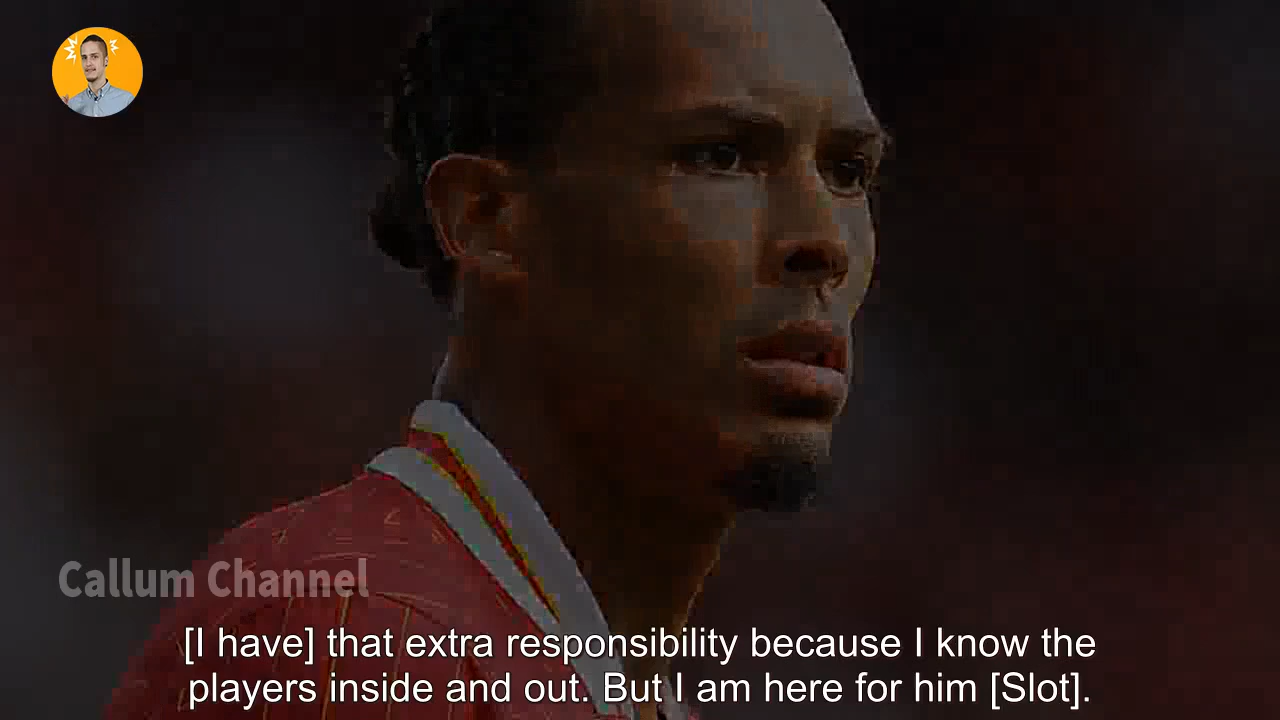 Callum Channel
[I have] that extra responsibility because I know the
players inside and out. But I am here for him [Slot].